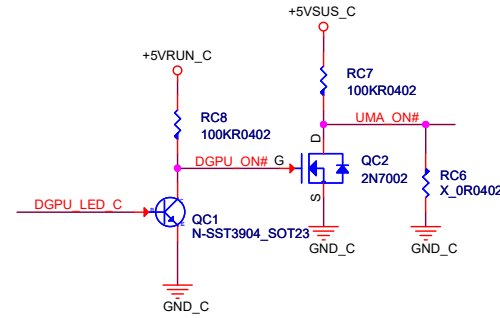 +5VSUS_C
+5VRUN_C
RC7
100KR0402
RC8
100KR0402
UMA_ON#
D
DGPU_ON#
G
QC2
2N7002
RC6
X_0R0402
S
DGPU_LED_C
QC1
N-SST3904_SOT23
GND_C
GND_C
GND_C